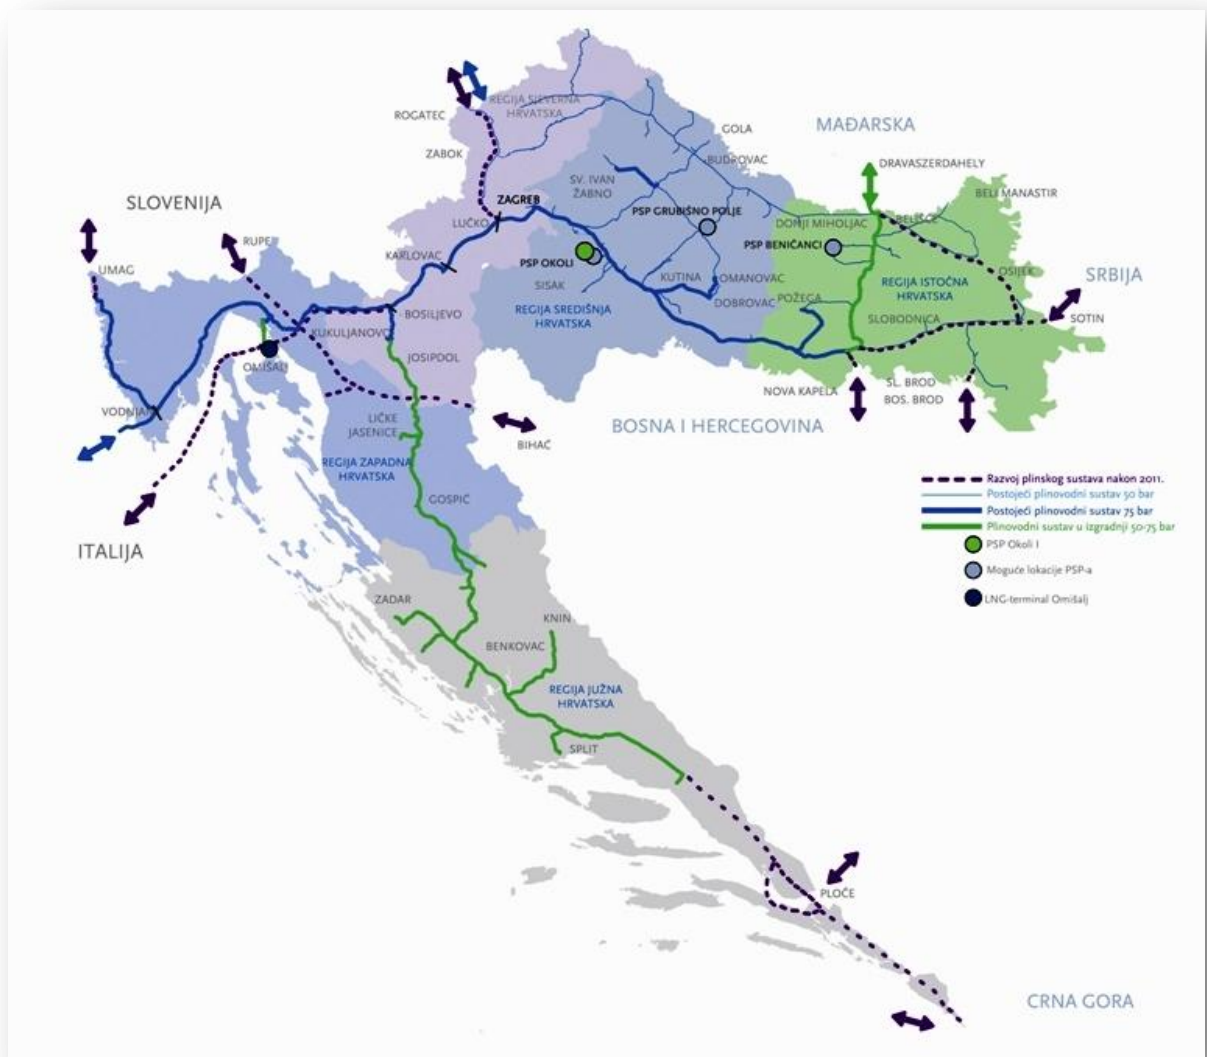 REGIJA SJEVERNA
HRVATSKA
ROGATEC
MAĐARSKA
GOLA
ZABOK
BUDROVAC
DRAVASZERDAHELY
SV. IVAN
ŽABNO
BELI MANASTIR
SLOVENIJA
ZAGREB
PSP GRUBIŠNO POLJE
LUČKO
DONJI MIHOLJAC
BELIŠĆE
RUPE
PSP BENIČANCI
KARLOVAC
PSP OKOLI
UMAG
SISAK
KUTINA
OMANOVAC
OSIJEK
SRBIJA
REGIJA ISTOČNA
HRVATSKA
DOBROVAC
POŽEGA
REGIJA SREDIŠNJA
HRVATSKA
BOSILJEVO
SLOBODNICA
SOTIN
KUKULJANOVO
JOSIPDOL
OMIŠALJ
NOVA KAPELA
SL. BROD
BOS. BROD
VODNJAN
LIČKE
JASENICE
BIHAĆ
BOSNA I HERCEGOVINA
REGIJA ZAPADNA
HRVATSKA
GOSPIĆ
ITALIJA
Razvoj plinskog sustava nakon 2011.
Postojeći plinovodni sustav 50 bar
Postojeći plinovodni sustav 75 bar
Plinovodni sustav u izgradnji 50-75 bar
PSP Okoli I
Moguće lokacije PSP-a
LNG-terminal Omišalj
ZADAR
KNIN
BENKOVAC
REGIJA JUŽNA
HRVATSKA
SPLIT
PLOČE
CRNA GORA